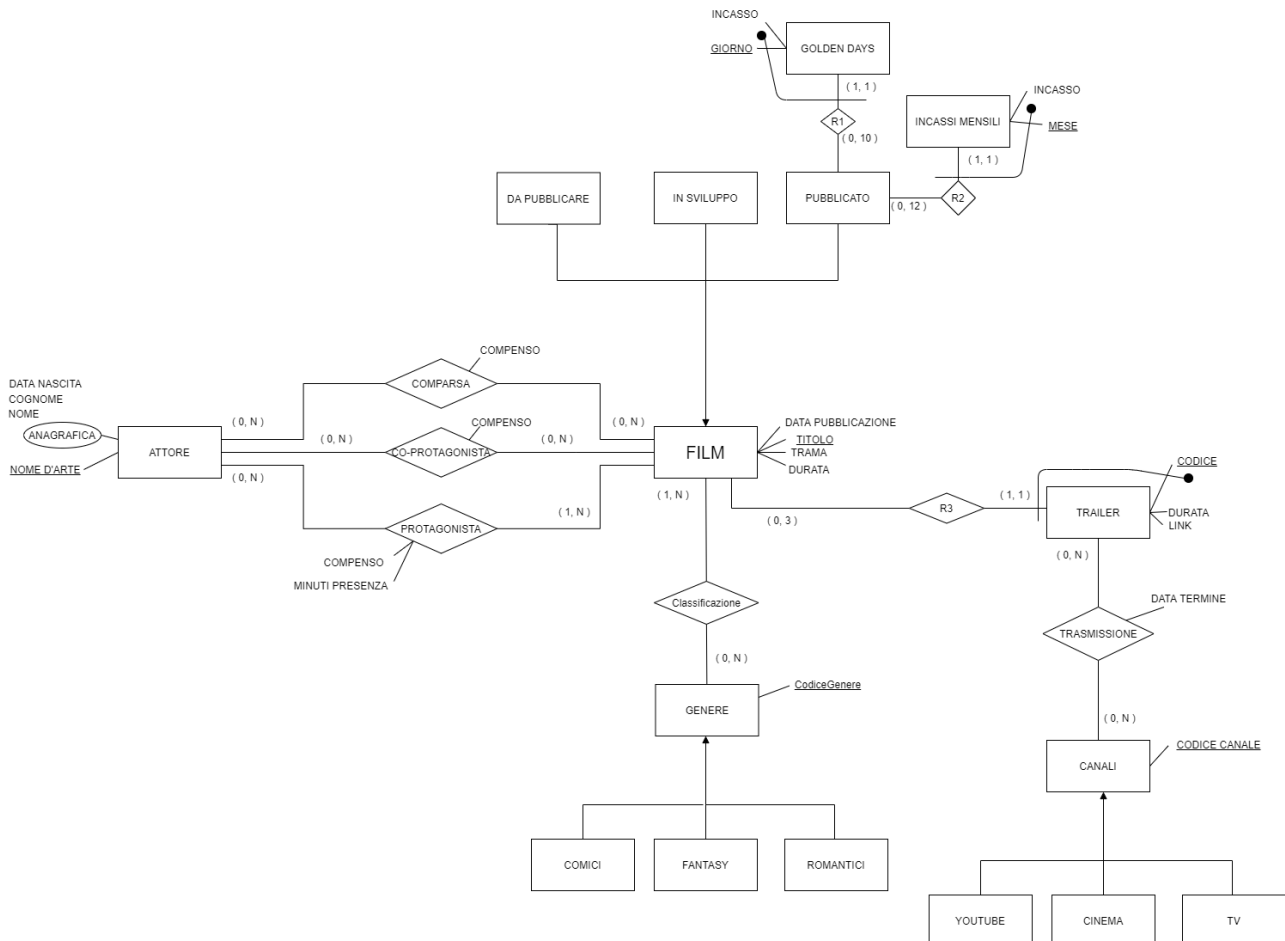 INCASSO
GIORNO
GOLDEN DAYS
( 1, 1 )
R1
( 0, 10 )
INCASSO
INCASSI MENSILI
MESE
( 1, 1 )
DA PUBBLICARE
IN SVILUPPO
PUBBLICATO
( 0, 12 )
R2
COMPENSO
COMPARSA
DATA NASCITA
COGNOME
NOME
ANAGRAFICA
NOME D'ARTE
ATTORE
( 0, N )
( 0, N )
( 0, N )
COMPENSO
CO-PROTAGONISTA
( 0, N )
( 0, N )
( 1, N )
PROTAGONISTA
COMPENSO
MINUTI PRESENZA
FILM
DATA PUBBLICAZIONE
TITOLO
TRAMA
DURATA
( 1, N )
( 0, 3 )
R3
( 1, 1 )
CODICE
TRAILER
DURATA
LINK
( 0, N )
DATA TERMINE
TRASMISSIONE
( 0, N )
Classificazione
( 0, N )
CodiceGenere
GENERE
CODICE CANALE
CANALI
COMICI
FANTASY
ROMANTICI
YOUTUBE
CINEMA
TV